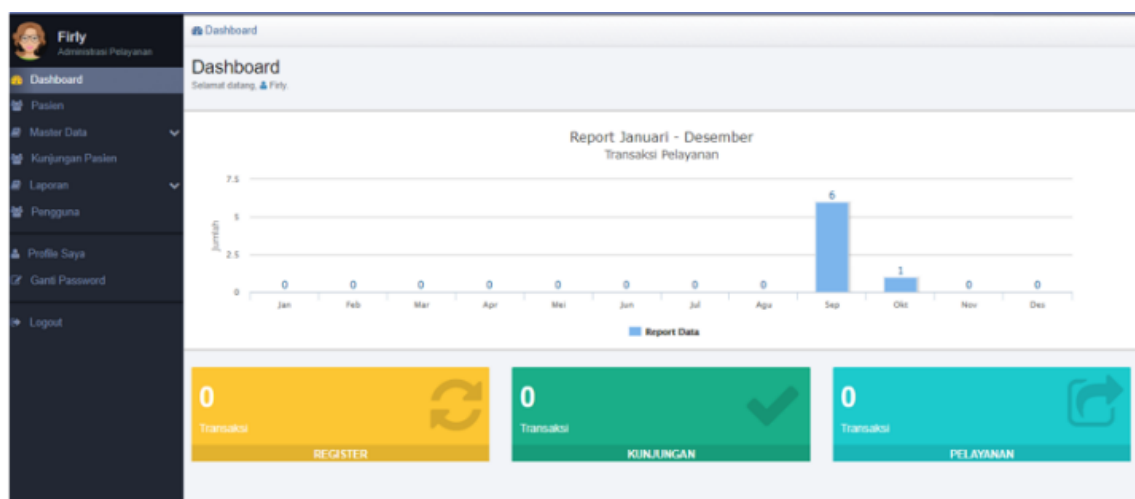 Firly
Administrasi Pelayanan
Dashboard
Pasien
Master Data
Kunjungan Pasien
Laporan
Pengguna
Profile Saya
Ganti Password
Logout
Dashboard
Dashboard
Selamat datang, Firly.
Report Januari - Desember
Transaksi Pelayanan
Jumlah
7.5
5
2.5
0
0 0 0 0 0 0 0 0 6 1 0 0
Jan Feb Mar Apr Mei Jun Jul Agu Sep Okt Nov Des
Report Data
0
Transaksi
REGISTER
0
Transaksi
KUNJUNGAN
0
Transaksi
PELAYANAN